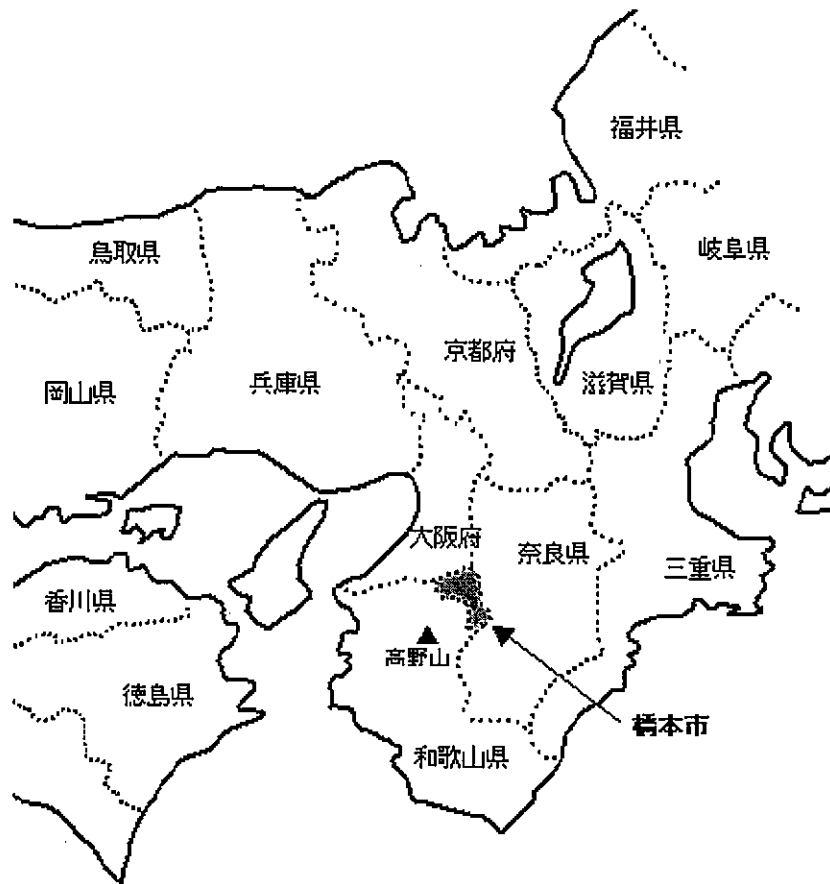 福井県
鳥取県
岐阜県
京都府
岡山県
兵庫県
滋賀県
大阪府
奈良県
三重県
香川県
高野山
徳島県
橋本市
和歌山県